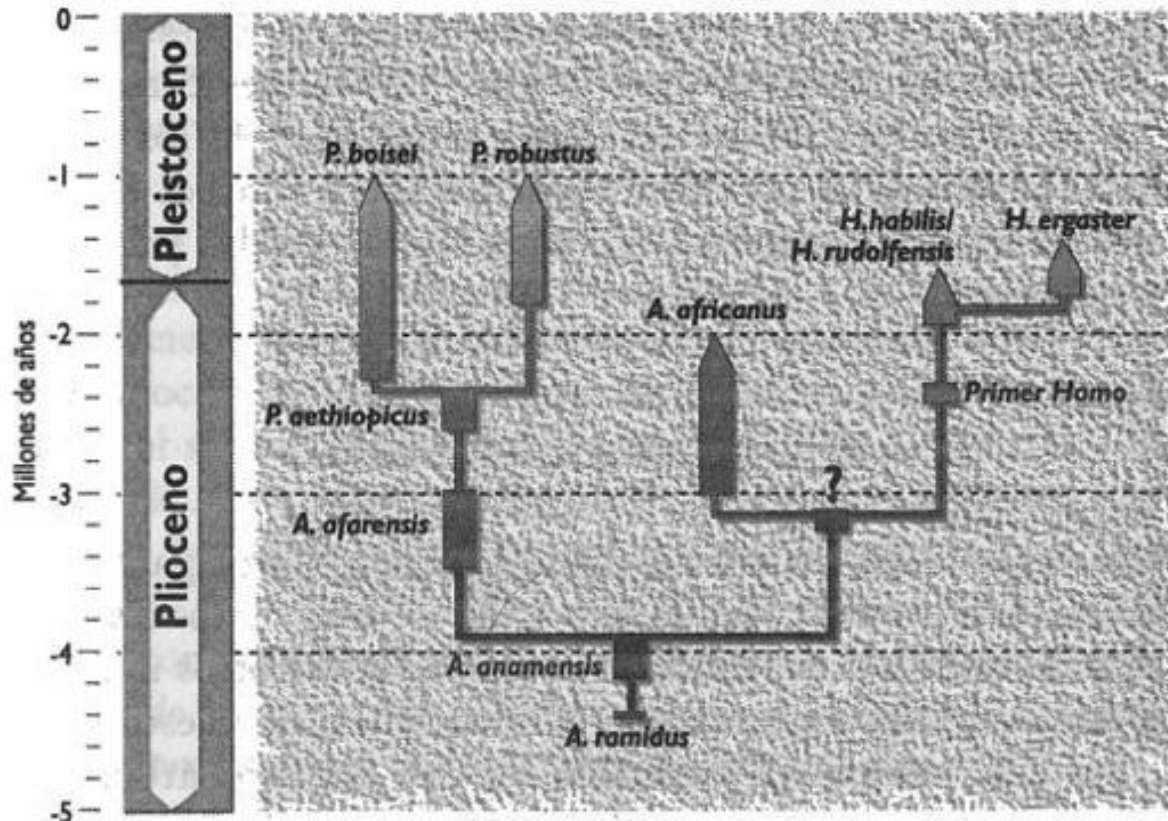 0
-1
-2
-3
-4
-5
Millones de años
Pleistoceno
Plioceno
P. boisei
P. robustus
H. habilis/
H. rudolfensis
H. ergaster
A. africanus
Primer Homo
P. aethiopicus
?
A. afarensis
A. anamensis
A. ramidus